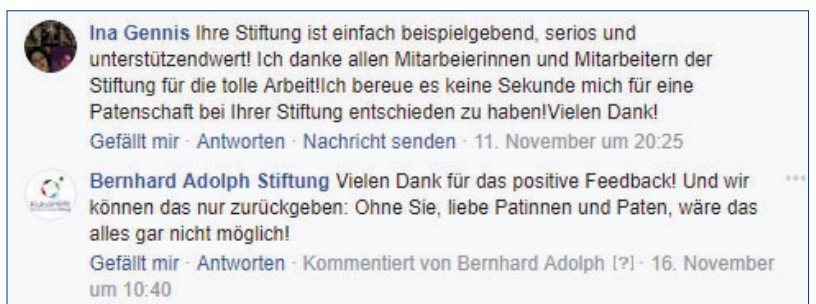 Ina Gennis Ihre Stiftung ist einfach beispielgebend, serios und
unterstützendwert! Ich danke allen Mitarbeierinnen und Mitarbeitern der
Stiftung für die tolle Arbeit!Ich bereue es keine Sekunde mich für eine
Patenschaft bei Ihrer Stiftung entschieden zu haben!Vielen Dank!
Gefällt mir · Antworten · Nachricht senden · 11. November um 20:25
Bernhard Adolph Stiftung Vielen Dank für das positive Feedback! Und wir
können das nur zurückgeben: Ohne Sie, liebe Patinnen und Paten, wäre das
alles gar nicht möglich!
Gefällt mir · Antworten · Kommentiert von Bernhard Adolph [?] · 16. November
um 10:40